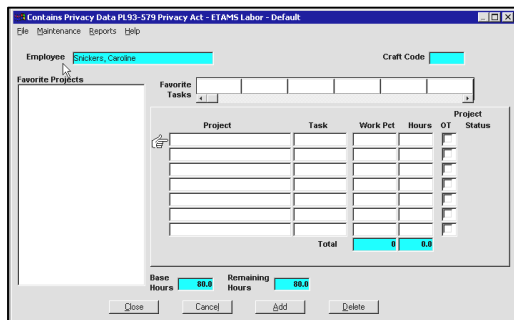 Contains Privacy Data PL93-579 Privacy Act - ETAMS Labor - Default
File Maintenance Reports Help
Employee Snickers, Caroline Craft Code
Favorite Projects
Favorite Tasks
Project Task Work Pct Hours OT Project Status
Total 0 0.0
Base Hours 80.0 Remaining Hours 80.0
Close Cancel Add Delete